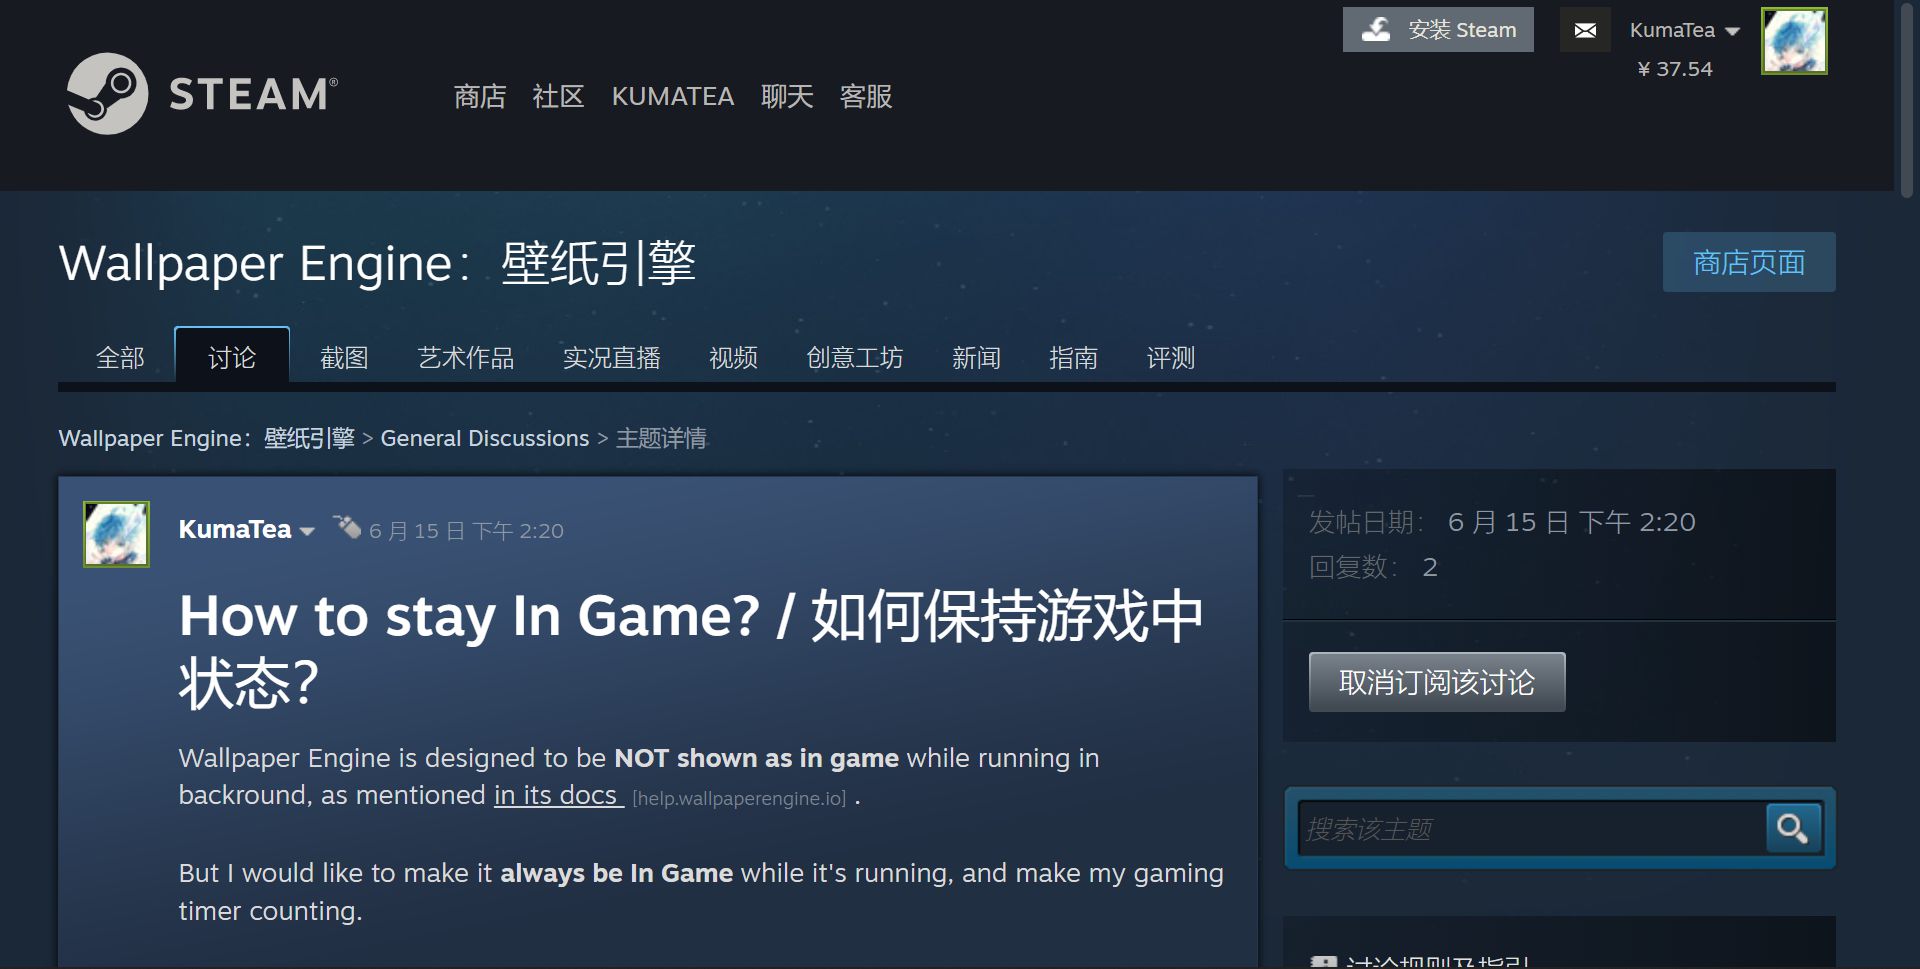 安装 Steam
KumaTea
¥ 37.54
STEAM®
商店 社区 KUMATEA 聊天 客服
Wallpaper Engine：壁纸引擎
商店页面
全部 讨论 截图 艺术作品 实况直播 视频 创意工坊 新闻 指南 评测
Wallpaper Engine：壁纸引擎 > General Discussions > 主题详情
KumaTea 6 月 15 日 下午 2:20
How to stay In Game? / 如何保持游戏中
状态？
Wallpaper Engine is designed to be NOT shown as in game while running in
backround, as mentioned in its docs [help.wallpaperengine.io] .
But I would like to make it always be In Game while it's running, and make my gaming
timer counting.
发帖日期： 6 月 15 日 下午 2:20
回复数： 2
取消订阅该讨论
搜索该主题
讨论规则及指引